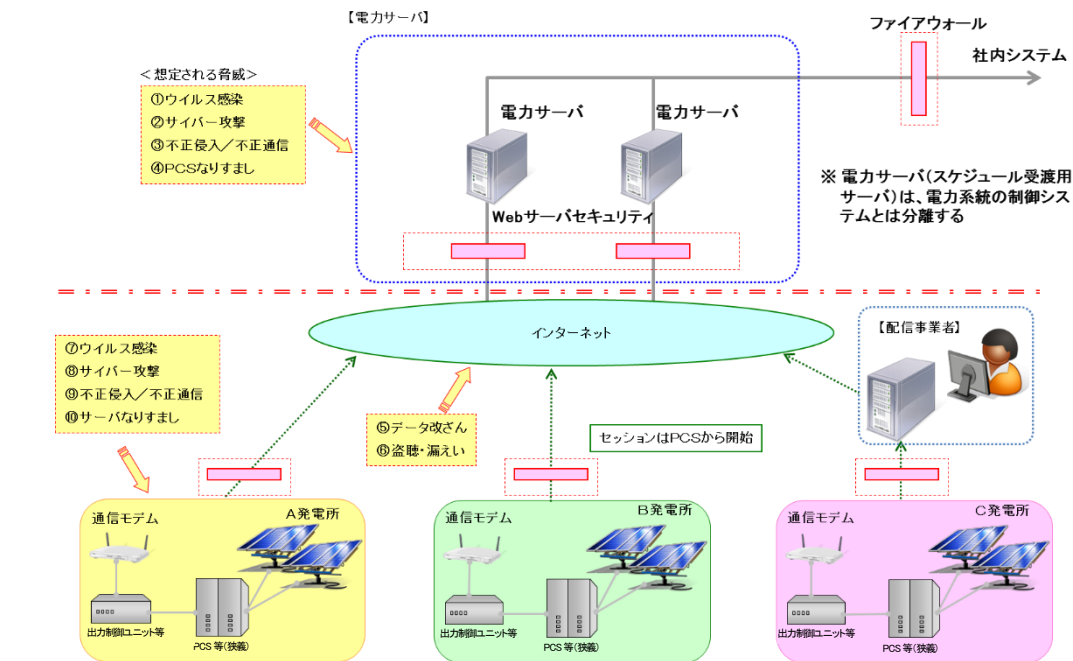 【電力サーバ】
ファイアウォール
社内システム
＜想定される脅威＞
①ウイルス感染
②サイバー攻撃
③不正侵入／不正通信
④PCSなりすまし
電力サーバ
電力サーバ
※ 電力サーバ(スケジュール受渡用
サーバ)は、電力系統の制御シス
テムとは分離する
Webサーバセキュリティ
インターネット
【配信事業者】
⑦ウイルス感染
⑧サイバー攻撃
⑨不正侵入／不正通信
⑩サーバなりすまし
⑤データ改ざん
⑥盗聴・漏えい
セッションはPCSから開始
A発電所
通信モデム
出力制御ユニット等
PCS 等(狭義)
B発電所
通信モデム
出力制御ユニット等
PCS 等(狭義)
C発電所
通信モデム
出力制御ユニット等
PCS 等(狭義)